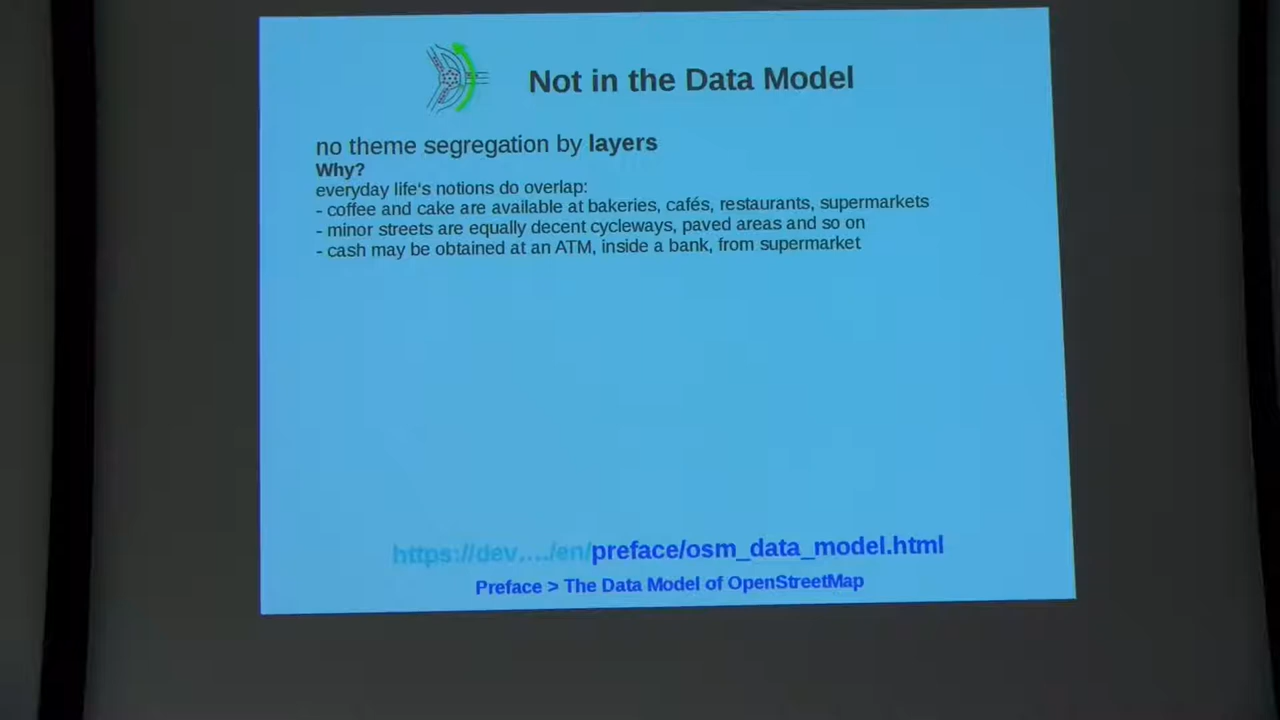 Not in the Data Model
no theme segregation by layers
Why?
everyday life's notions do overlap:
- coffee and cake are available at bakeries, cafés, restaurants, supermarkets
- minor streets are equally decent cycleways, paved areas and so on
- cash may be obtained at an ATM, inside a bank, from supermarket
https://dev..../en/preface/osm_data_model.html
Preface > The Data Model of OpenStreetMap